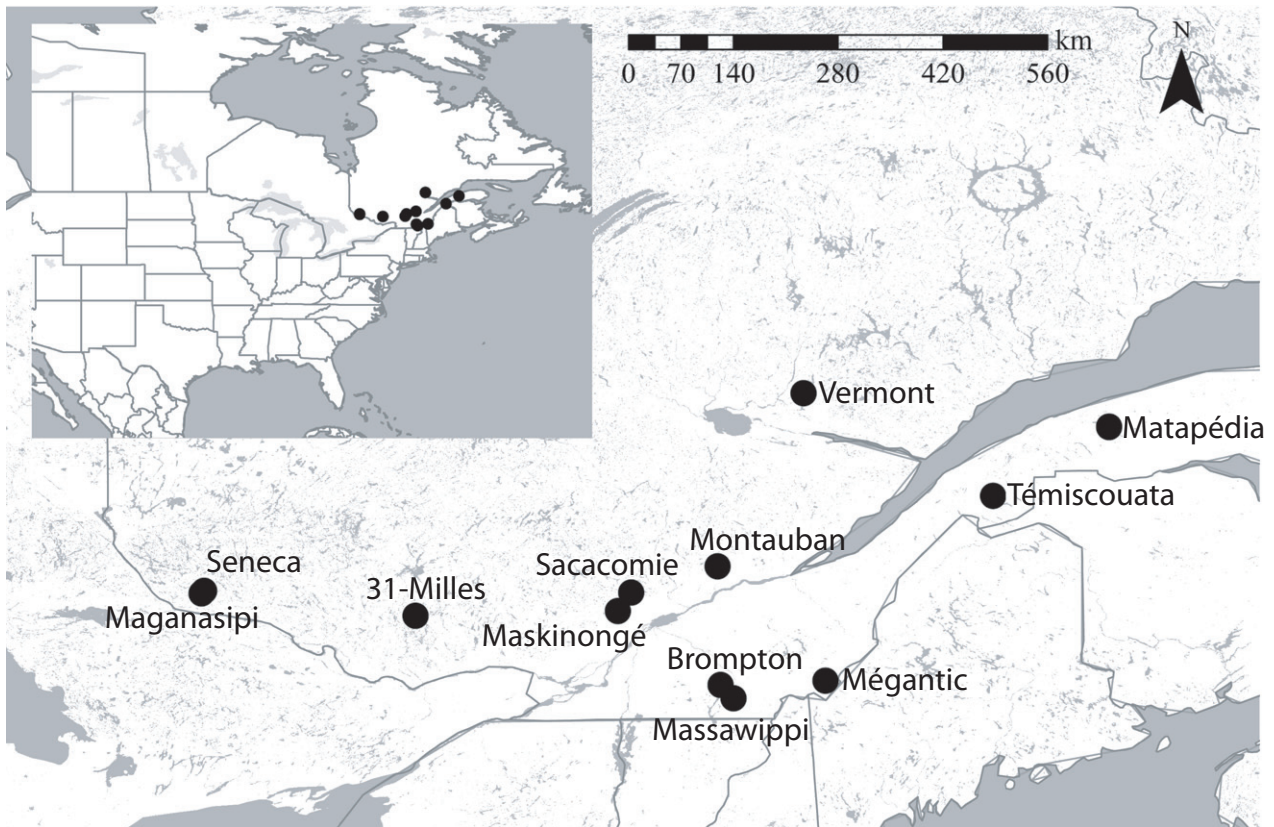 km
N
0 70 140 280 420 560
Vermont
Matapédia
Témiscouata
Montauban
Seneca
Sacacomie
31-Milles
Maganasipi
Maskinongé
Brompton
Mégantic
Massawippi